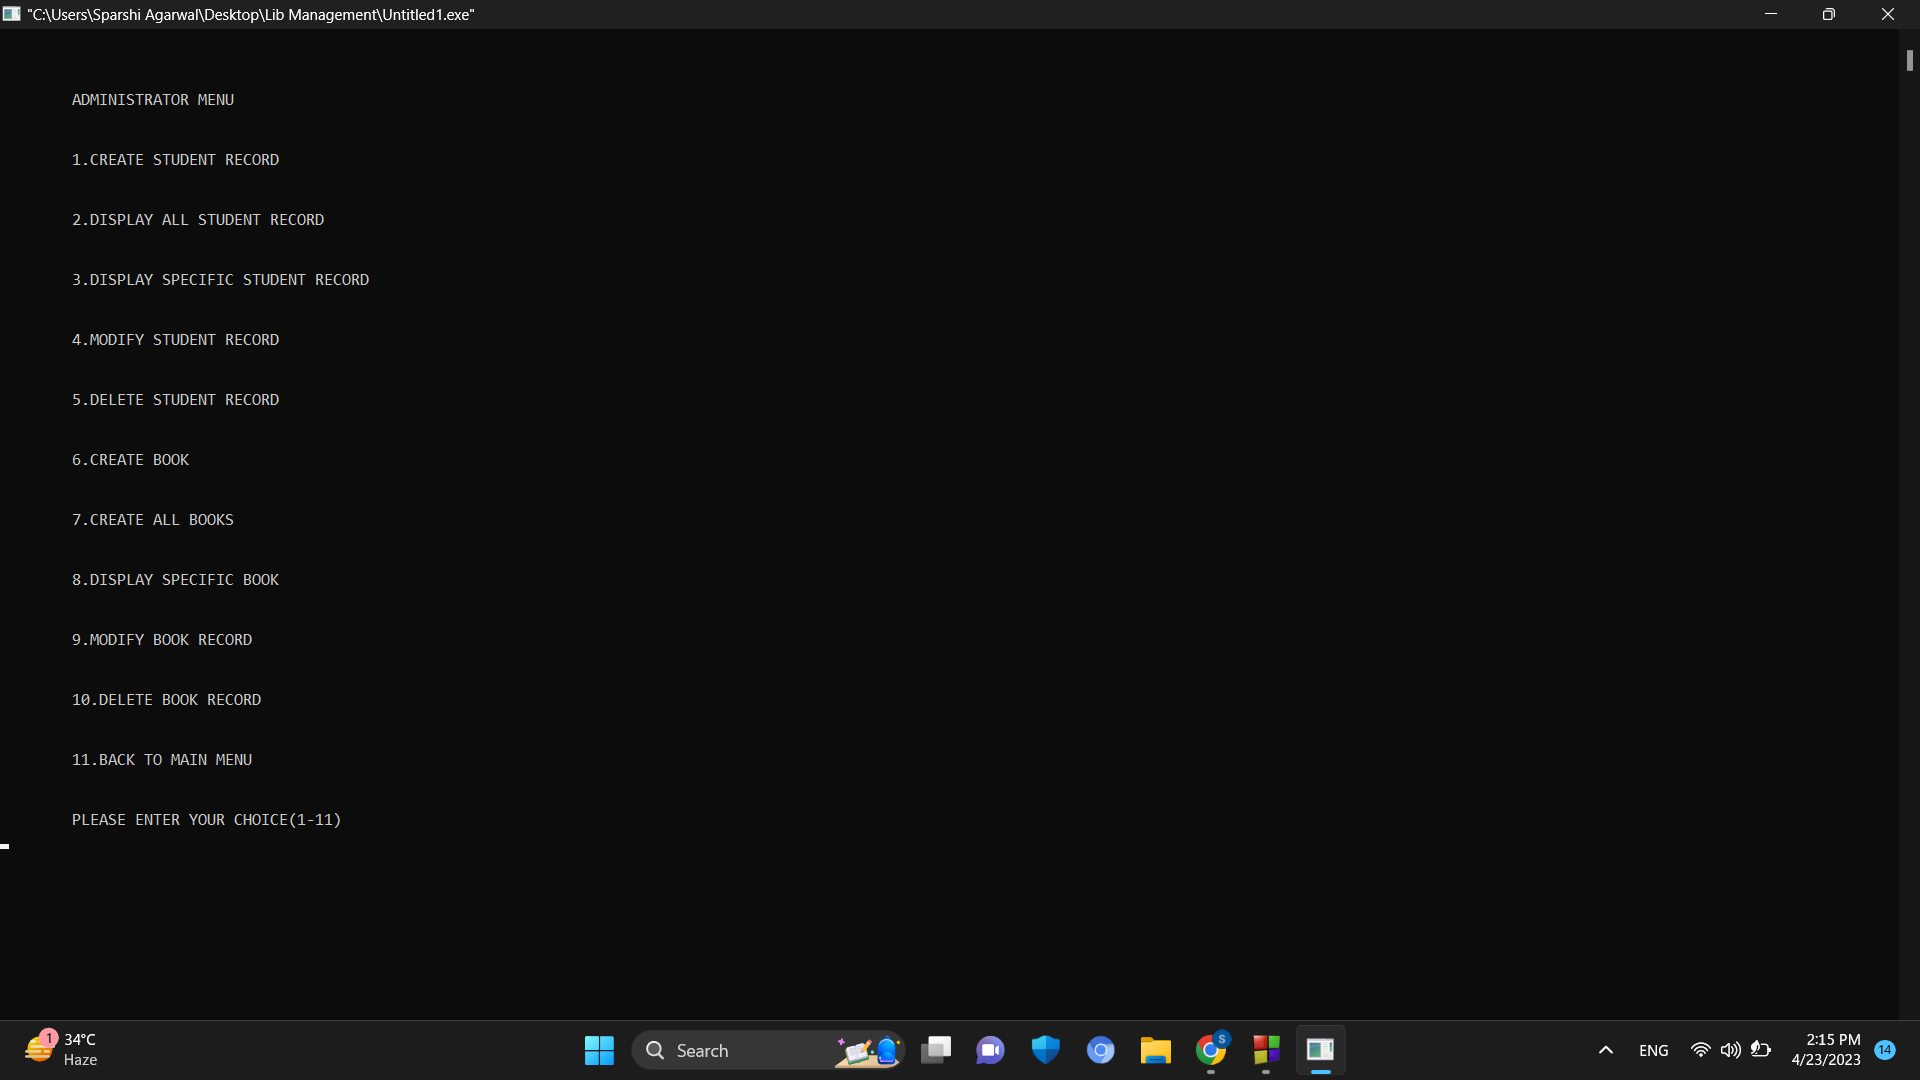 "C:\Users\Sparshi Agarwal\Desktop\Lib Management\Untitled1.exe"
ADMINISTRATOR MENU
1.CREATE STUDENT RECORD
2.DISPLAY ALL STUDENT RECORD
3.DISPLAY SPECIFIC STUDENT RECORD
4.MODIFY STUDENT RECORD
5.DELETE STUDENT RECORD
6.CREATE BOOK
7.CREATE ALL BOOKS
8.DISPLAY SPECIFIC BOOK
9.MODIFY BOOK RECORD
10.DELETE BOOK RECORD
11.BACK TO MAIN MENU
PLEASE ENTER YOUR CHOICE(1-11)
1
34°C
Haze
Search
S
ENG
2:15 PM
4/23/2023
14